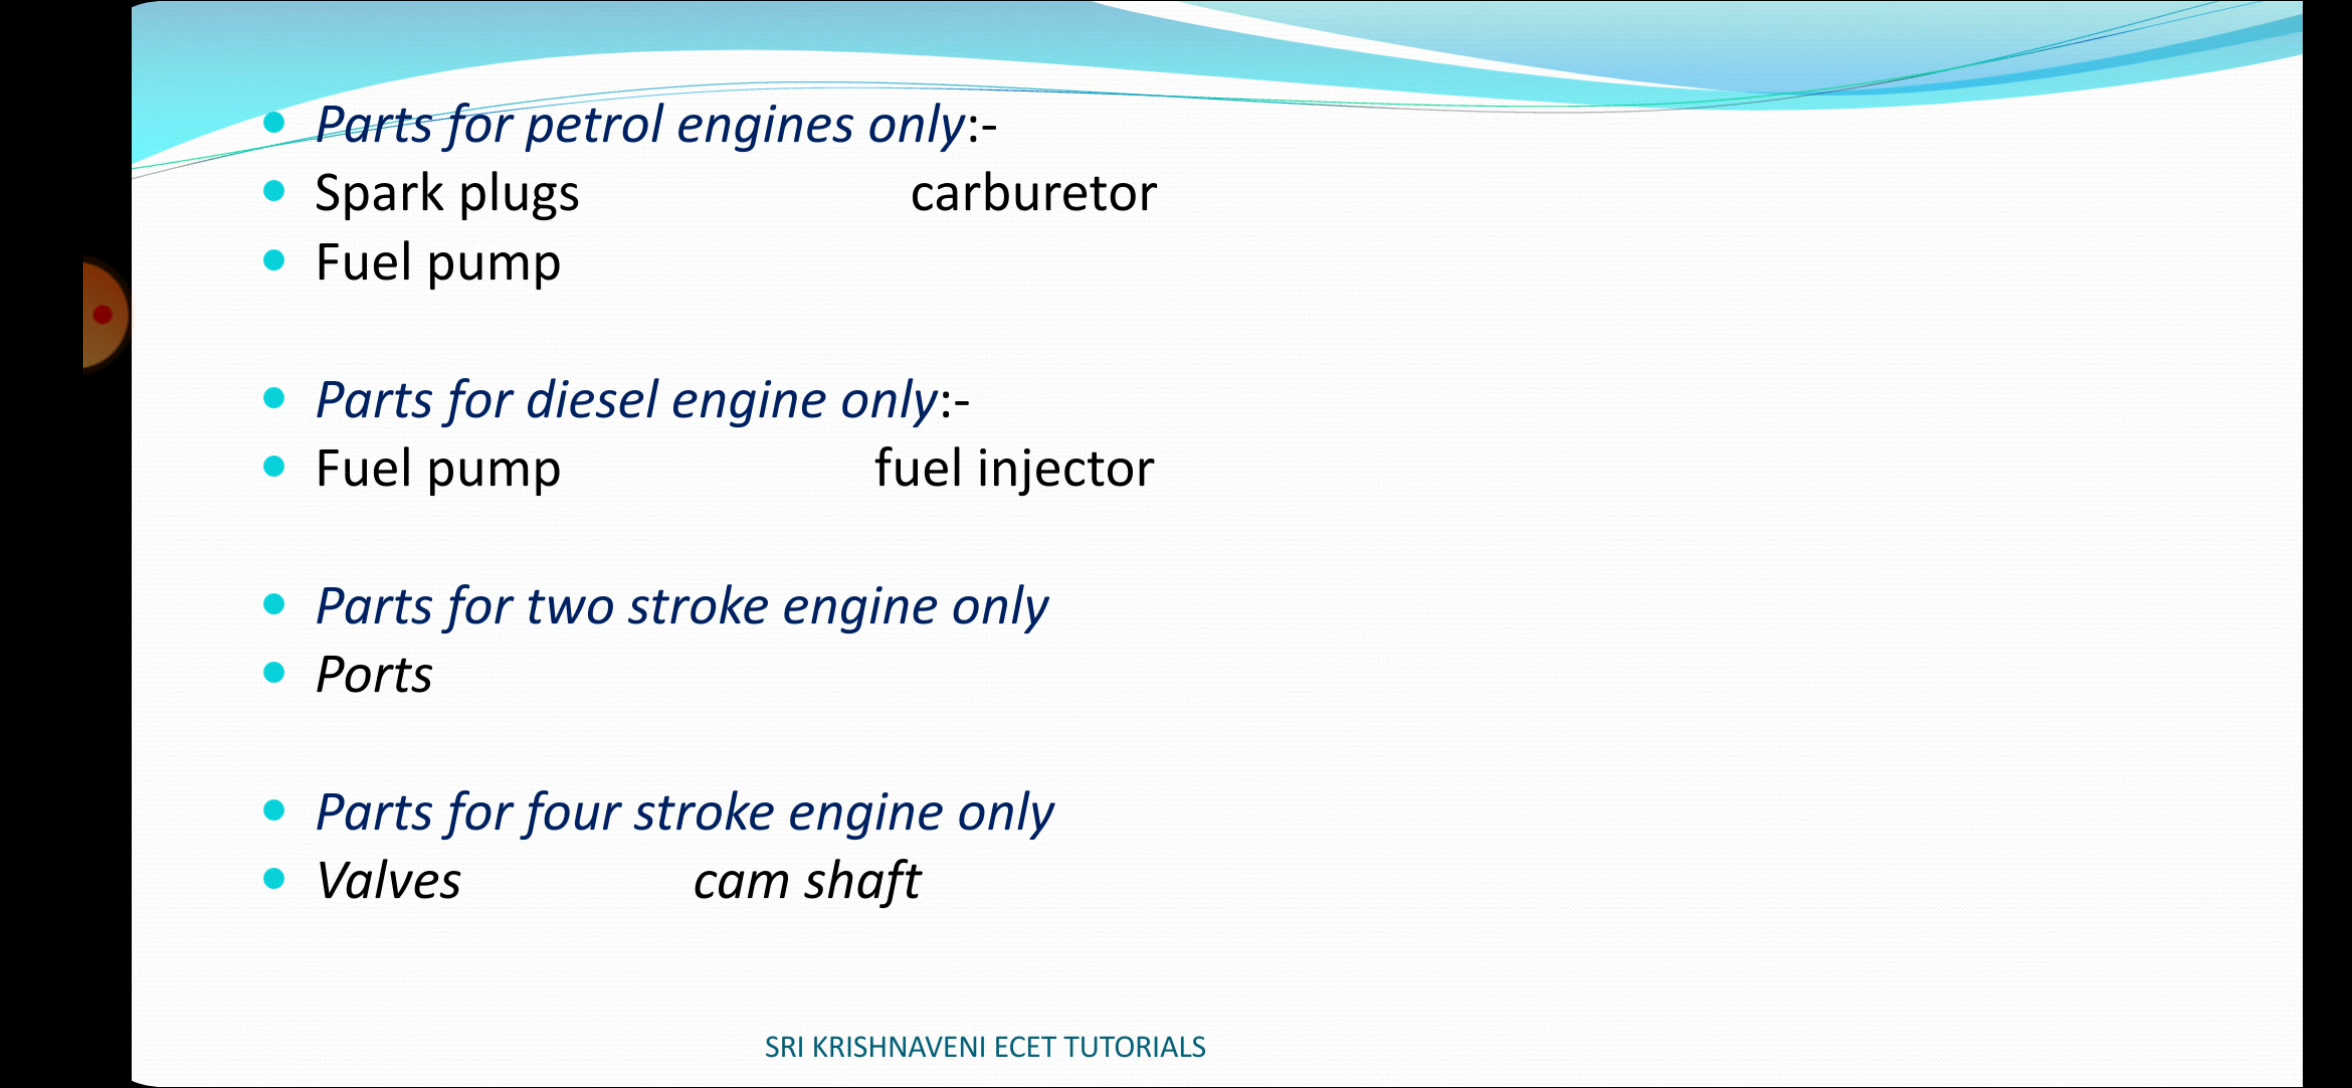 Parts for petrol engines only:-
Spark plugs carburetor
Fuel pump
Parts for diesel engine only:-
Fuel pump fuel injector
Parts for two stroke engine only
Ports
Parts for four stroke engine only
Valves cam shaft
SRI KRISHNAVENI ECET TUTORIALS